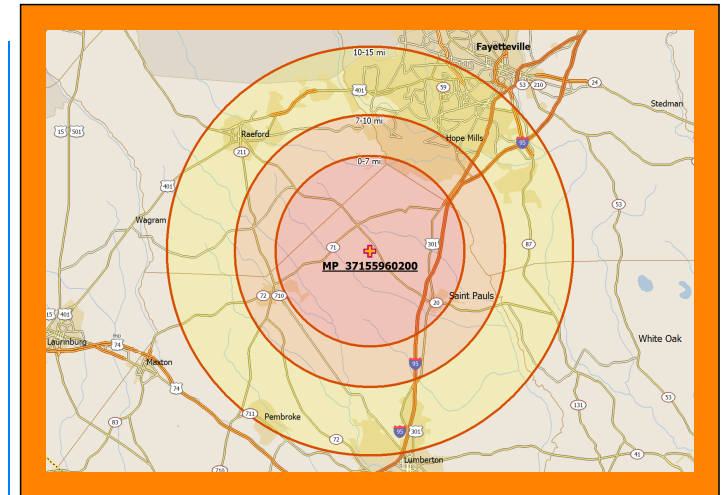 Fayetteville
10-15 mi
401
59
53 210
24
Stedman
15 501
7-10 mi
Raeford
Hope Mills
95
211
0-7 mi
401
53
Wagram
71
301
87
MP 37155960200
72 710
Saint Pauls
20
15 401
74
Laurinburg
White Oak
Maxton
95
74
53
131
711
Pembroke
83
72
95 301
41
Lumberton
710